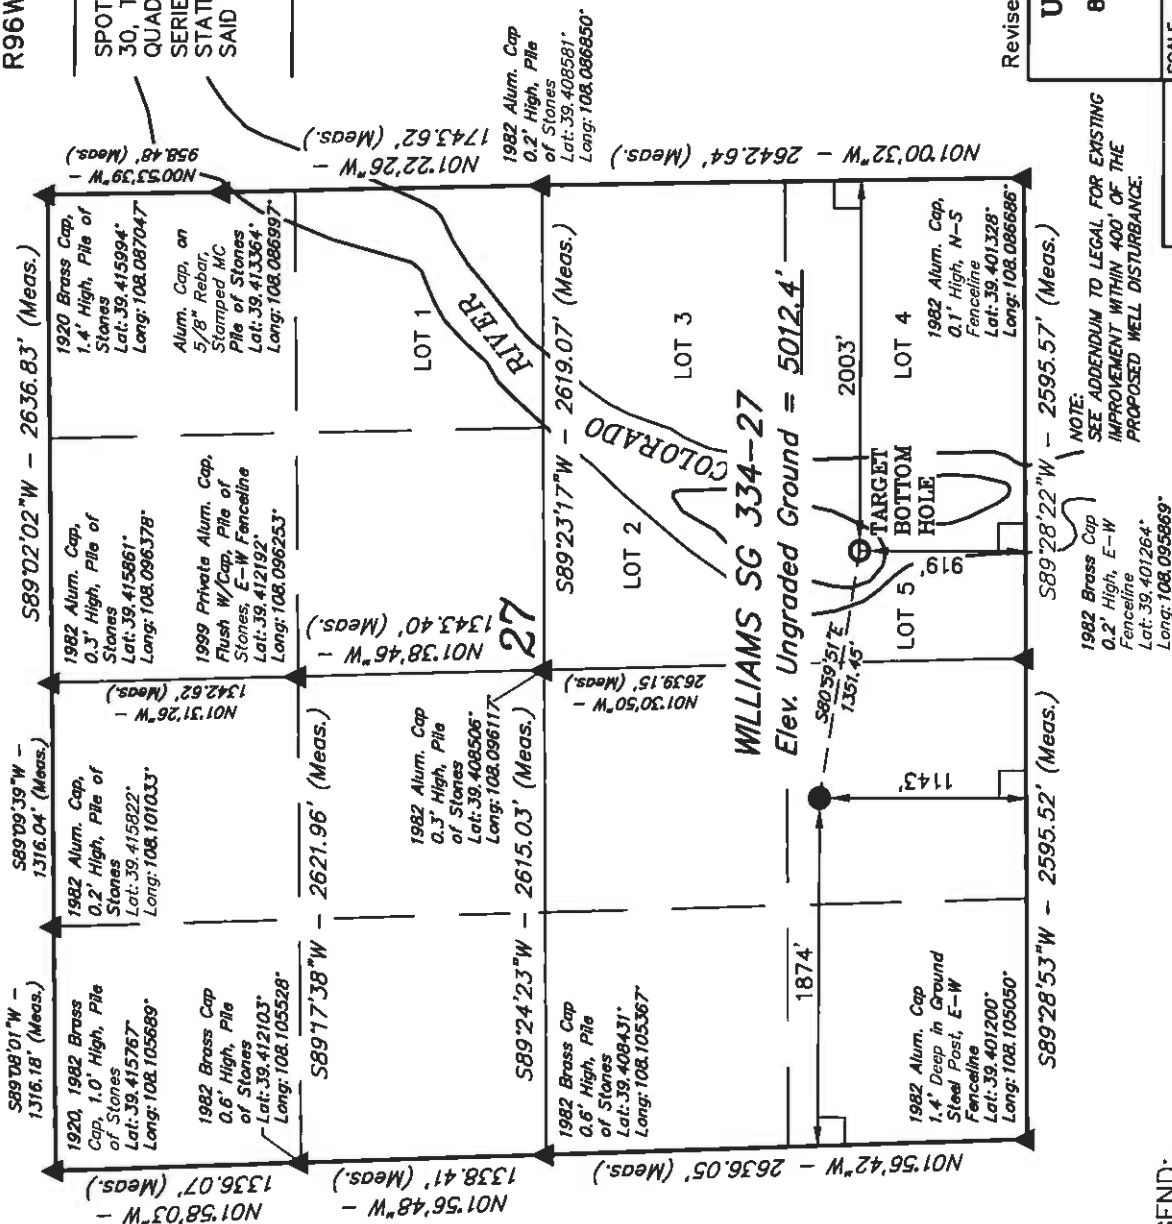 R96W
SPOT
30, T
QUAD
SERIE
STATE
SAID
S89°08'01"W –
1316.18' (Meas.)
S89°09'39"W –
1316.04' (Meas.)
S89°02'02"W – 2636.83' (Meas.)
1920, 1982 Brass
Cap, 1.0' High, Pile
of Stones
Lat: 39.415767°
Long: 108.105689°
1982 Alum. Cap,
0.2' High, Pile of
Stones
Lat: 39.415822°
Long: 108.101033°
1982 Alum. Cap,
0.3' High, Pile of
Stones
Lat: 39.415861°
Long: 108.096378°
1920 Brass Cap,
1.4' High, Pile of
Stones
Lat: 39.415994°
Long: 108.087047°
N00°53'39"W –
958.48' (Meas.)
Alum. Cap, on
5/8" Rebar,
Stamped MC
Pile of Stones
Lat: 39.413364°
Long: 108.086997°
N01°58'03"W –
1336.07' (Meas.)
N01°31'26"W –
1342.62' (Meas.)
1982 Brass Cap
0.6' High, Pile
of Stones
Lat: 39.412103°
Long: 108.105528°
1999 Private Alum. Cap,
Flush W/Cap, Pile of
Stones, E–W Fenceline
Lat: 39.412192°
Long: 108.096253°
S89°17'38"W – 2621.96' (Meas.)
LOT 1
N01°22'26"W –
1743.62' (Meas.)
N01°56'48"W –
1338.41' (Meas.)
N01°38'46"W –
1343.40' (Meas.)
1982 Alum. Cap
0.3' High, Pile
of Stones
Lat: 39.408506°
Long: 108.096117°
27
COLORADO RIVER
1982 Alum. Cap
0.2' High, Pile
of Stones
Lat: 39.408581°
Long: 108.086850°
S89°24'23"W – 2615.03' (Meas.)
S89°23'17"W – 2619.07' (Meas.)
1982 Brass Cap
0.6' High, Pile
of Stones
Lat: 39.408431°
Long: 108.105367°
N01°30'50"W –
2639.15' (Meas.)
LOT 2
LOT 3
N01°56'42"W – 2636.05' (Meas.)
N01°00'32"W – 2642.64' (Meas.)
WILLIAMS SG 334–27
Elev. Ungraded Ground = 5012.4'
1874'
S80°59'51"E
1351.45'
2003'
TARGET
BOTTOM
HOLE
1143'
919'
LOT 5
LOT 4
1982 Alum. Cap
1.4' Deep in Ground
Steel Post, E–W
Fenceline
Lat: 39.401200°
Long: 108.105050°
1982 Alum. Cap,
0.1' High, N–S
Fenceline
Lat: 39.401328°
Long: 108.086686°
S89°28'53"W – 2595.52' (Meas.)
S89°28'22"W – 2595.57' (Meas.)
1982 Brass Cap
0.2' High, E–W
Fenceline
Lat: 39.401264°
Long: 108.095869°
NOTE:
SEE ADDENDUM TO LEGAL FOR EXISTING
IMPROVEMENT WITHIN 400' OF THE
PROPOSED WELL DISTURBANCE.
Revise
U
8
SCALE
END: